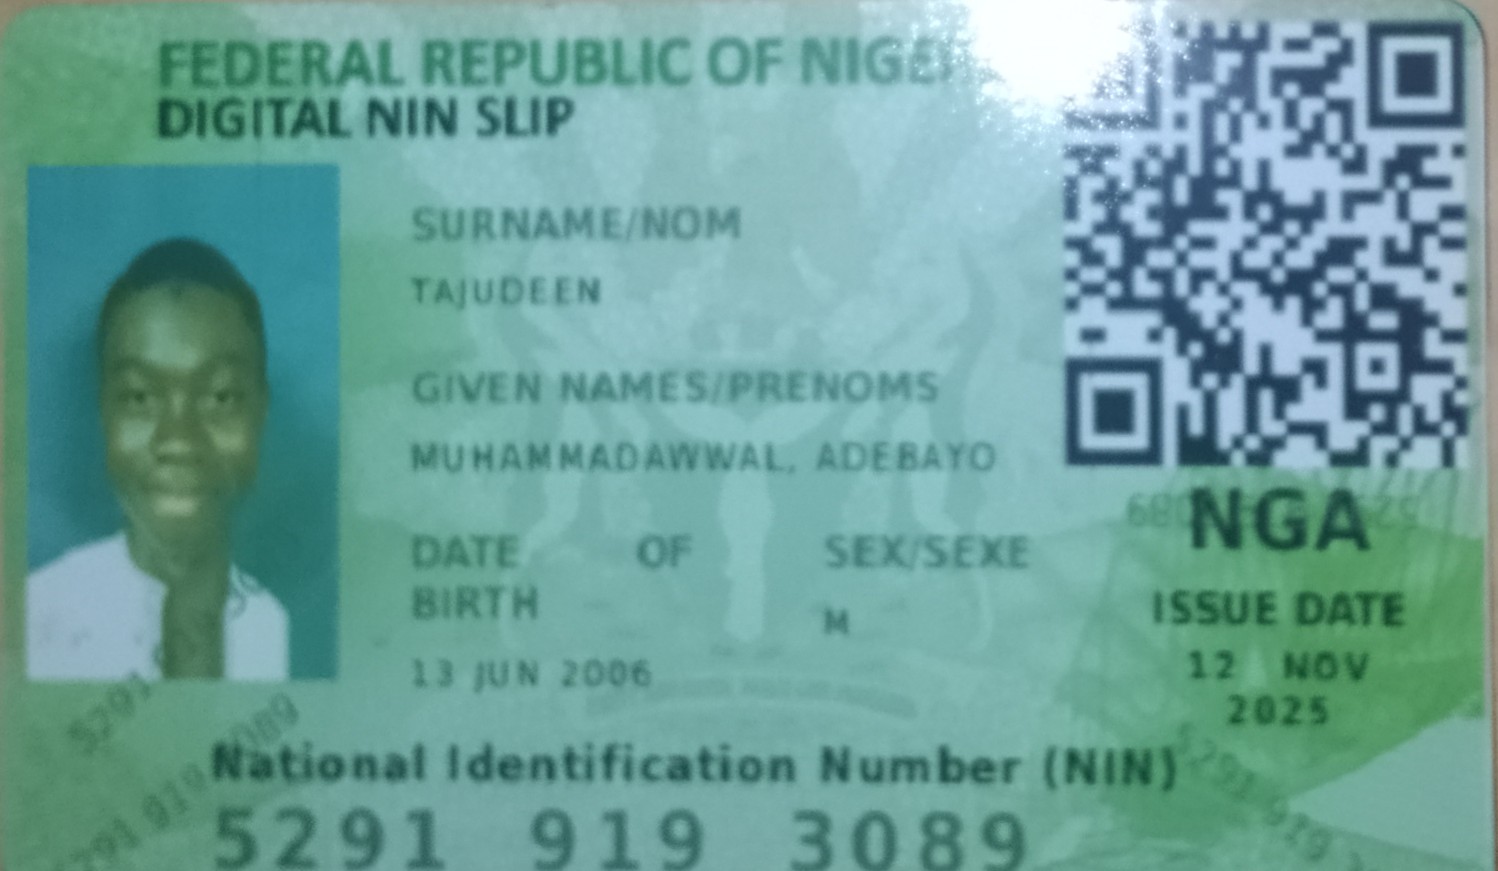 FEDERAL REPUBLIC OF
DIGITAL NIN SLIP
SURNAME/NOM
TAJUDEEN
GIVEN NAMES/PRENOMS
MUHAMMADAWWAL, ADEBAYO
DATE OF BIRTH
13 JUN 2006
SEX/SEXE
M
NGA
ISSUE DATE
12 NOV
2025
National Identification Number (NIN)
5291 919 3089